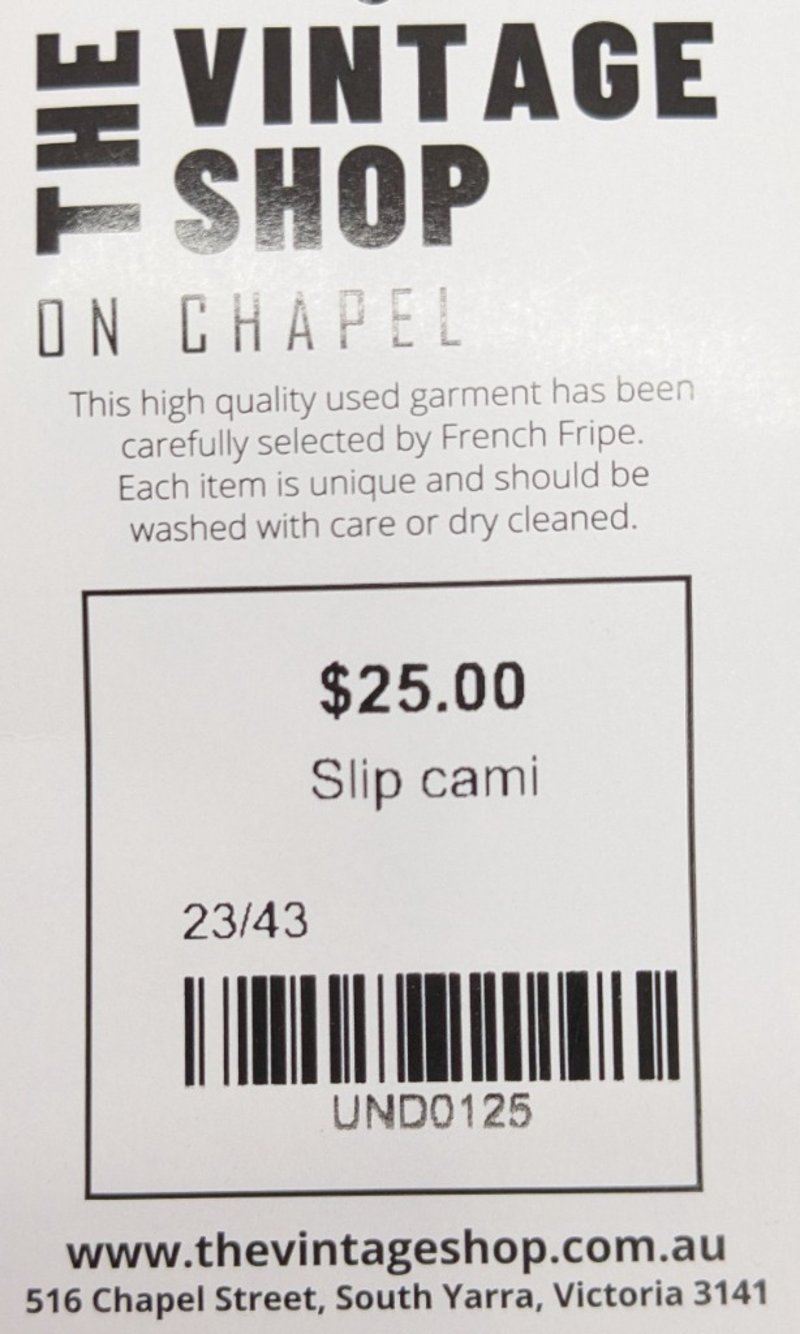 THE VINTAGE
SHOP
ON CHAPEL
This high quality used garment has been
carefully selected by French Fripe.
Each item is unique and should be
washed with care or dry cleaned.
$25.00
Slip cami
23/43
UND0125
www.thevintageshop.com.au
516 Chapel Street, South Yarra, Victoria 3141